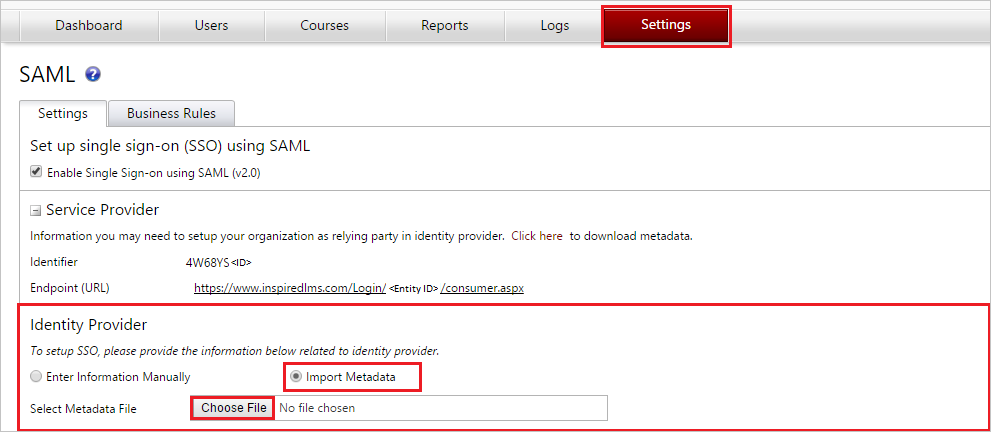 Dashboard Users Courses Reports Logs Settings
SAML ?
Settings Business Rules
Set up single sign-on (SSO) using SAML
Enable Single Sign-on using SAML (v2.0)
Service Provider
Information you may need to setup your organization as relying party in identity provider. Click here to download metadata.
Identifier 4W68YS <ID>
Endpoint (URL) https://www.inspiredlms.com/Login/ <Entity ID> /consumer.aspx
Identity Provider
To setup SSO, please provide the information below related to identity provider.
Enter Information Manually Import Metadata
Select Metadata File Choose File No file chosen